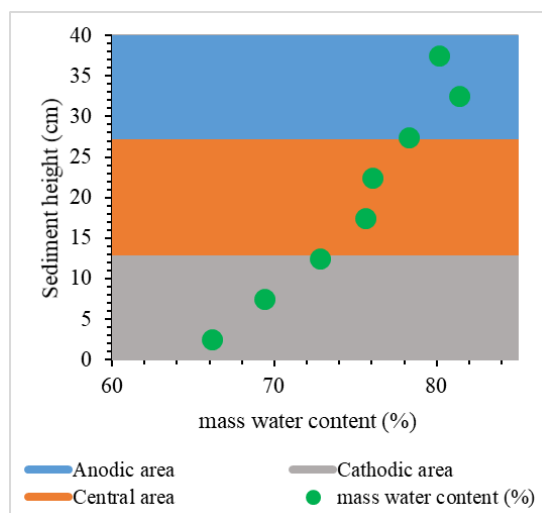 40
35
30
25
20
15
10
5
0
Sediment height (cm)
60 70 80
mass water content (%)
Anodic area Cathodic area
Central area mass water content (%)